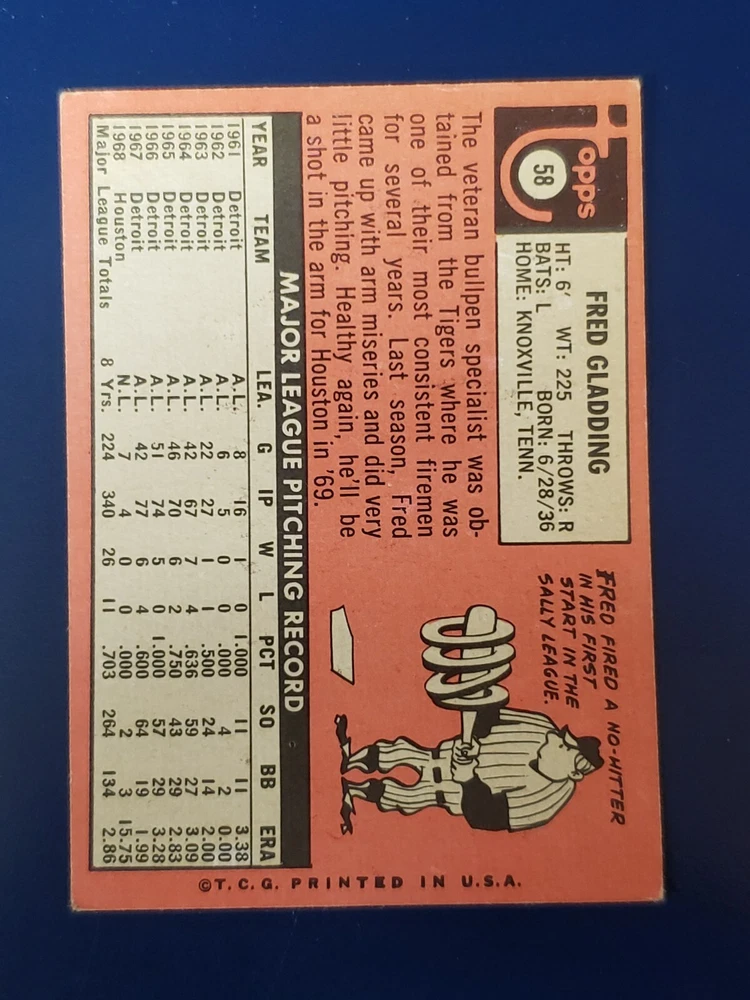 Topps
58
FRED GLADDING
HT: 6' WT: 225 THROWS: R
BATS: L BORN: 6/28/36
HOME: KNOXVILLE, TENN.
FRED FIRED A NO-HITTER
IN HIS FIRST
START IN THE
SALLY LEAGUE.
The veteran bullpen specialist was ob-
tained from the Tigers where he was
one of their most consistent firemen
for several years. Last season, Fred
came up with arm miseries and did very
little pitching. Healthy again, he'll be
a shot in the arm for Houston in '69.
MAJOR LEAGUE PITCHING RECORD
YEAR TEAM LEA. G IP W L PCT SO BB ERA
1961 Detroit A.L. 8 16 1 0 1.000 11 11 3.38
1962 Detroit A.L. 6 5 0 0 .000 4 2 0.00
1963 Detroit A.L. 22 27 1 1 .500 24 14 2.00
1964 Detroit A.L. 42 67 7 4 .636 59 27 3.09
1965 Detroit A.L. 46 70 6 2 .750 43 29 2.83
1966 Detroit A.L. 51 74 5 0 1.000 57 29 3.28
1967 Detroit A.L. 42 77 6 4 .600 64 19 1.99
1968 Houston N.L. 7 4 0 0 .000 2 3 15.75
Major League Totals 8 Yrs. 224 340 26 11 .703 264 134 2.86
©T.C.G. PRINTED IN U.S.A.